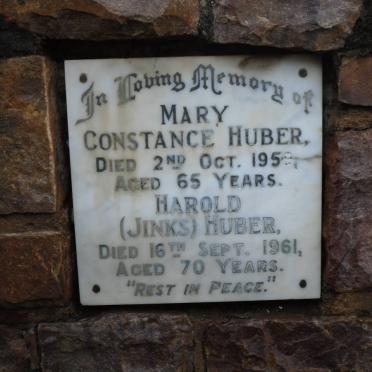 In Loving Memory of
MARY
CONSTANCE HUBER,
DIED 2ND OCT.
AGED 65 YEARS.
HAROLD
(JINKS) HUBER,
DIED 16TH SEPT. 1961,
AGED 70 YEARS.
"REST IN PEACE."